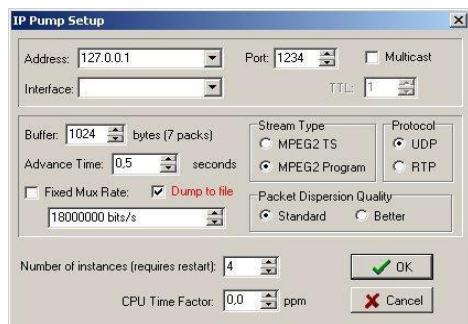 IP Pump Setup
Address: 127.0.0.1 Port: 1234 Multicast
Interface: TTL: 1
Buffer: 1024 bytes (7 packs)
Advance Time: 0,5 seconds
Fixed Mux Rate: Dump to file
18000000 bits/s
Stream Type
MPEG2 TS
MPEG2 Program
Protocol
UDP
RTP
Packet Dispersion Quality
Standard Better
Number of instances (requires restart): 4 OK
CPU Time Factor: 0,0 ppm Cancel